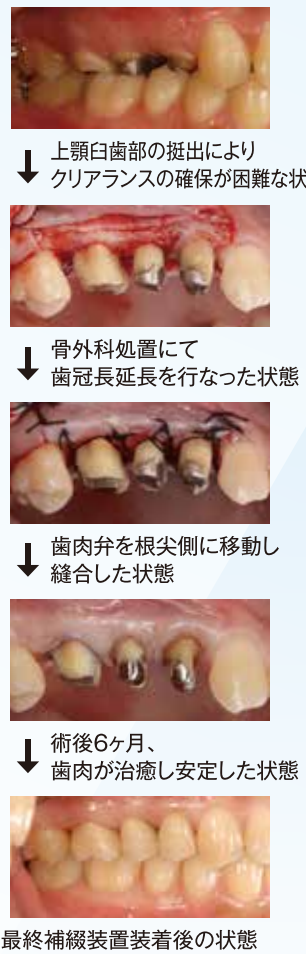 上顎臼歯部の挺出により
クリアランスの確保が困難な状
骨外科処置にて
歯冠長延長を行なった状態
歯肉弁を根尖側に移動し
縫合した状態
術後6ヶ月、
歯肉が治癒し安定した状態
最終補綴装置装着後の状態